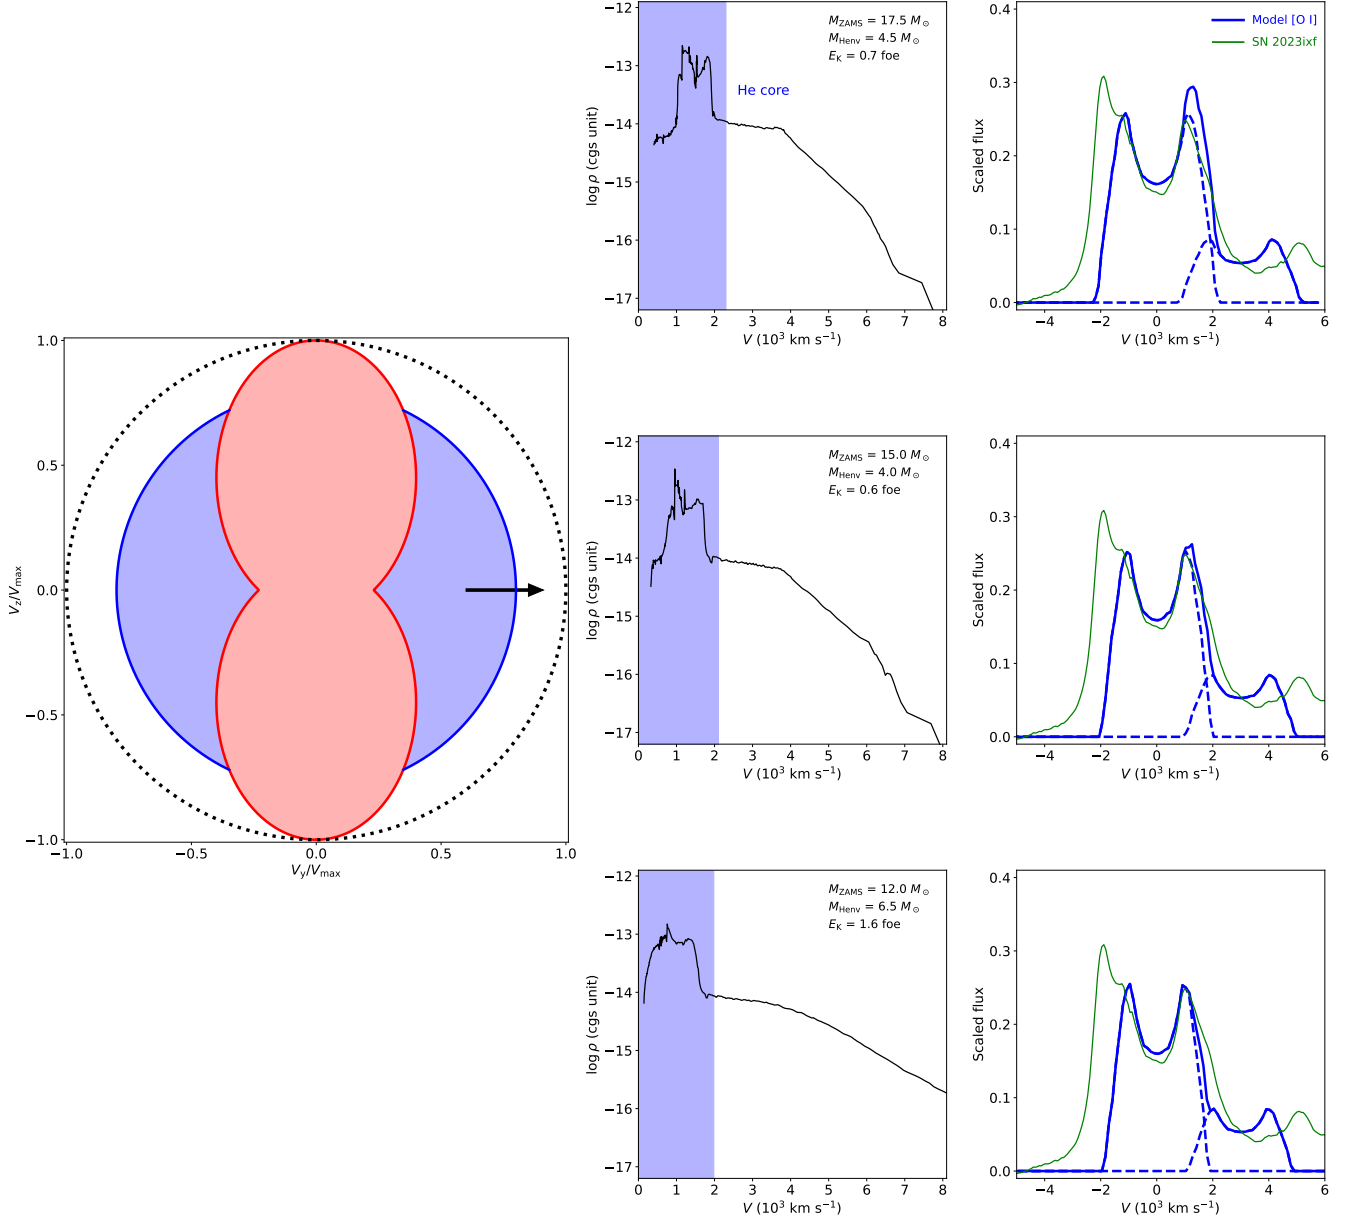 1.0
0.5
0.0
−0.5
−1.0
V_z/V_max
−1.0 −0.5 0.0 0.5 1.0
V_y/V_max
−12
−13
−14
−15
−16
−17
log ρ (cgs unit)
M_ZAMS = 17.5 M_⊙
M_Henv = 4.5 M_⊙
E_K = 0.7 foe
He core
0 1 2 3 4 5 6 7 8
V (10³ km s⁻¹)
0.4
0.3
0.2
0.1
0.0
Scaled flux
Model [O I]
SN 2023ixf
−4 −2 0 2 4 6
V (10³ km s⁻¹)
−12
−13
−14
−15
−16
−17
log ρ (cgs unit)
M_ZAMS = 15.0 M_⊙
M_Henv = 4.0 M_⊙
E_K = 0.6 foe
0 1 2 3 4 5 6 7 8
V (10³ km s⁻¹)
0.4
0.3
0.2
0.1
0.0
Scaled flux
−4 −2 0 2 4 6
V (10³ km s⁻¹)
−12
−13
−14
−15
−16
−17
log ρ (cgs unit)
M_ZAMS = 12.0 M_⊙
M_Henv = 6.5 M_⊙
E_K = 1.6 foe
0 1 2 3 4 5 6 7 8
V (10³ km s⁻¹)
0.4
0.3
0.2
0.1
0.0
Scaled flux
−4 −2 0 2 4 6
V (10³ km s⁻¹)